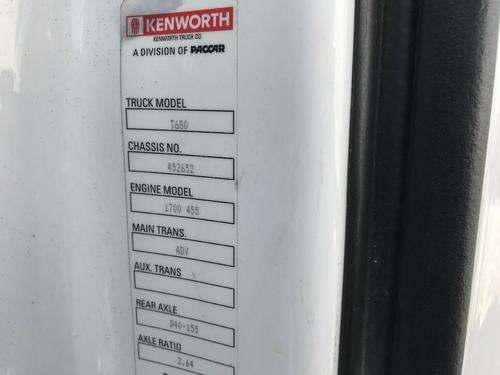 KENWORTH
KENWORTH TRUCK CO.
A DIVISION OF PACCAR
TRUCK MODEL
T680
CHASSIS NO.
452652
ENGINE MODEL
1700 455
MAIN TRANS.
ADV
AUX. TRANS
REAR AXLE
D40-155
AXLE RATIO
2.64